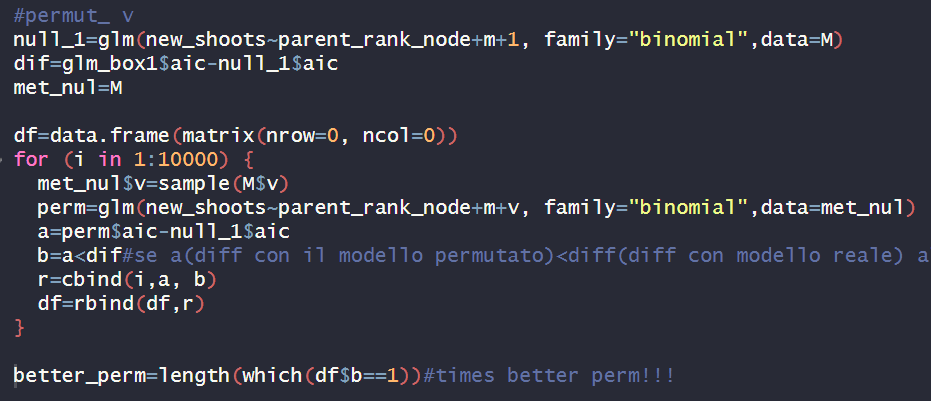 #permut_ v
null_1=glm(new_shoots~parent_rank_node+m+1, family="binomial",data=M)
dif=glm_box1$aic-null_1$aic
met_nul=M
df=data.frame(matrix(nrow=0, ncol=0))
for (i in 1:10000) {
met_nul$v=sample(M$v)
perm=glm(new_shoots~parent_rank_node+m+v, family="binomial",data=met_nul)
a=perm$aic-null_1$aic
b=a<dif#se a(diff con il modello permutato)<diff(diff con modello reale) a
r=cbind(i,a, b)
df=rbind(df,r)
}
better_perm=length(which(df$b==1))#times better perm!!!